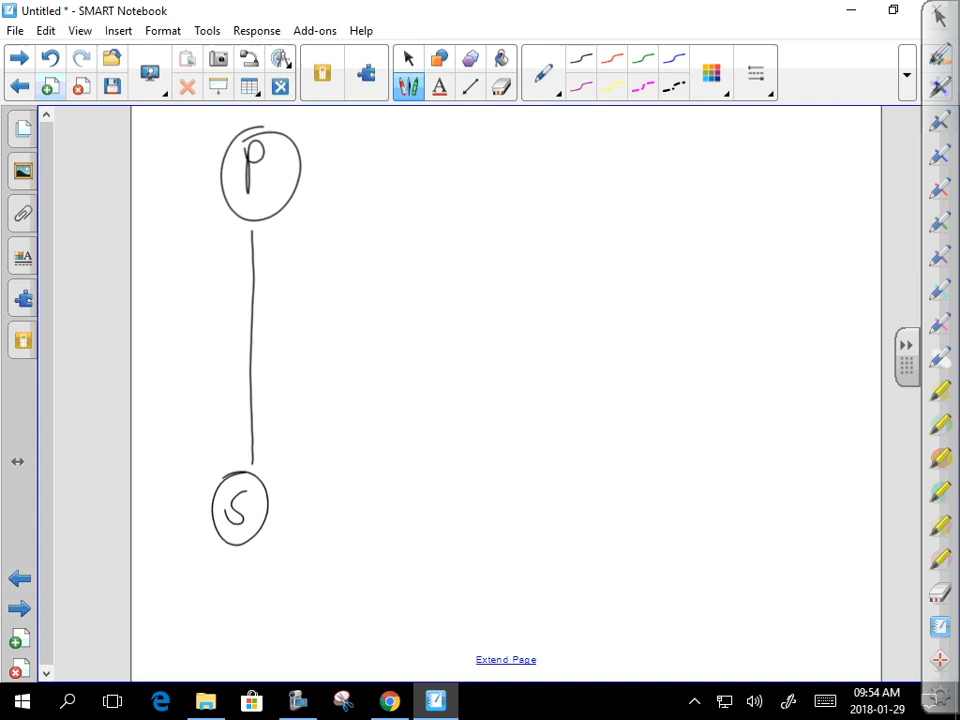 Untitled * - SMART Notebook
File Edit View Insert Format Tools Response Add-ons Help
P
S
Extend Page
09:54 AM
2018-01-29